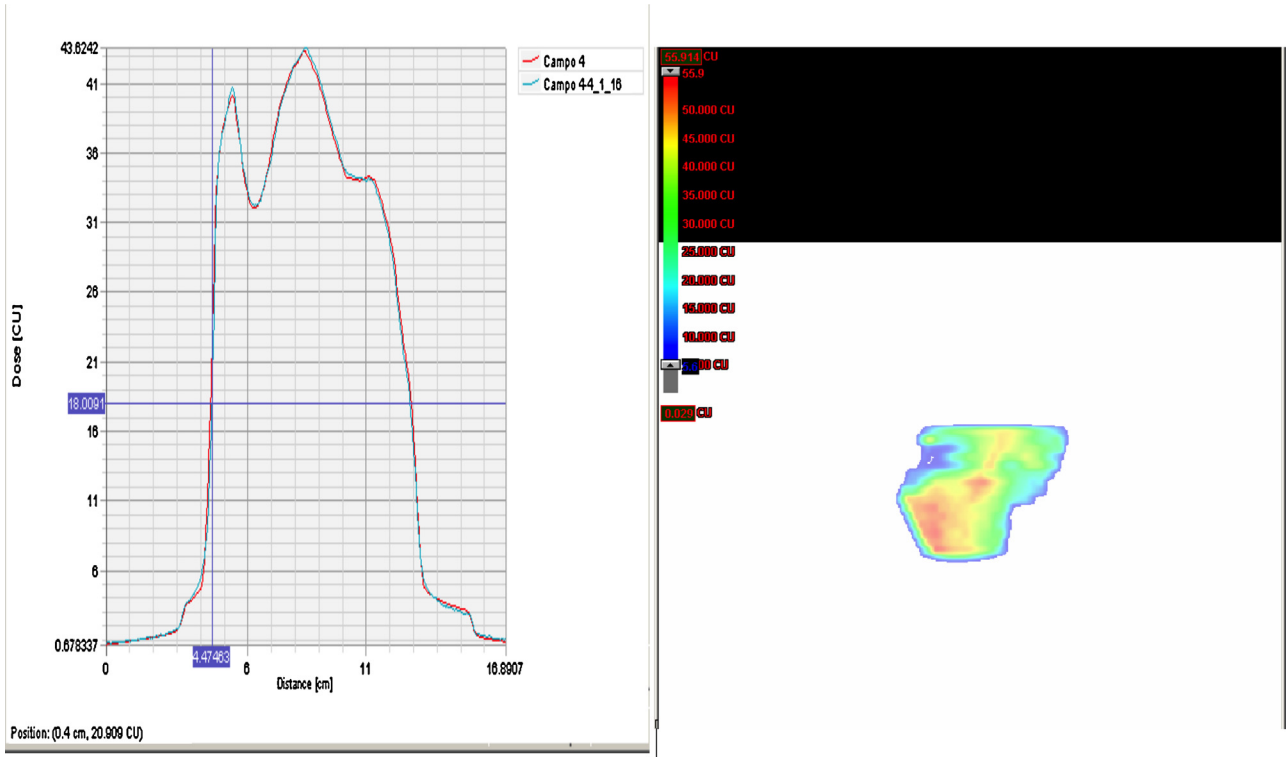 43.6242
41
36
31
26
21
18.0091
16
11
6
0.678337
Dose [CU]
0
4.47463
6
11
16.8907
Distance [cm]
Position: (0.4 cm, 20.909 CU)
Campo 4
Campo 44_1_16
55.914 CU
55.9
50.000 CU
45.000 CU
40.000 CU
35.000 CU
30.000 CU
25.000 CU
20.000 CU
15.000 CU
10.000 CU
0.029 CU